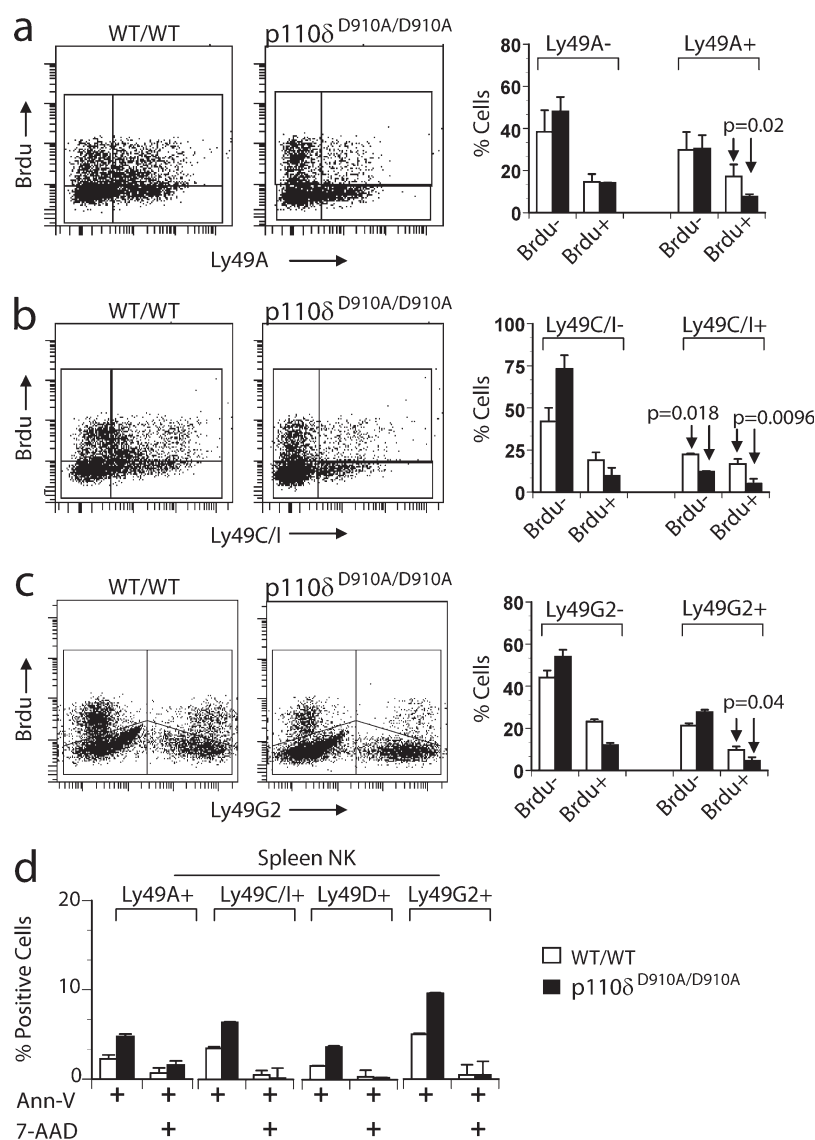 a
WT/WT
p110δ D910A/D910A
Brdu
Ly49A
80
60
40
20
0
% Cells
Ly49A-
Ly49A+
p=0.02
Brdu-
Brdu+
Brdu-
Brdu+
b
WT/WT
p110δ D910A/D910A
Brdu
Ly49C/I
100
75
50
25
0
% Cells
Ly49C/I-
Ly49C/I+
p=0.018
p=0.0096
Brdu-
Brdu+
Brdu-
Brdu+
c
WT/WT
p110δ D910A/D910A
Brdu
Ly49G2
80
60
40
20
0
% Cells
Ly49G2-
Ly49G2+
p=0.04
Brdu-
Brdu+
Brdu-
Brdu+
d
Spleen NK
Ly49A+ Ly49C/I+ Ly49D+ Ly49G2+
20
10
0
% Positive Cells
WT/WT
p110δ D910A/D910A
Ann-V + + + + + + + +
7-AAD + + + +